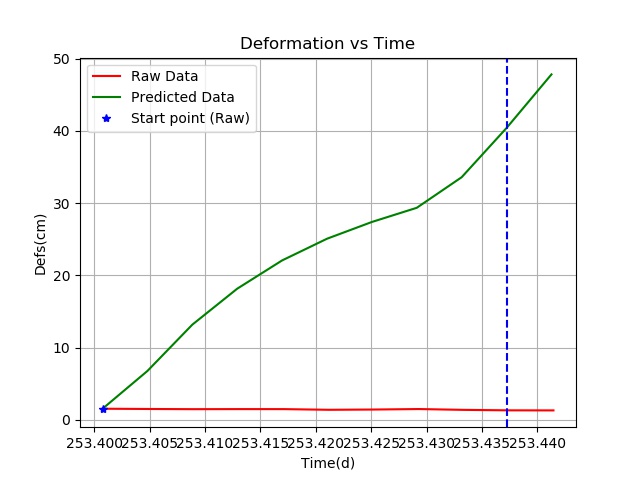 Deformation vs Time
Raw Data
Predicted Data
Start point (Raw)
50
40
30
20
10
0
Defs(cm)
253.400 253.405 253.410 253.415 253.420 253.425 253.430 253.435 253.440
Time(d)